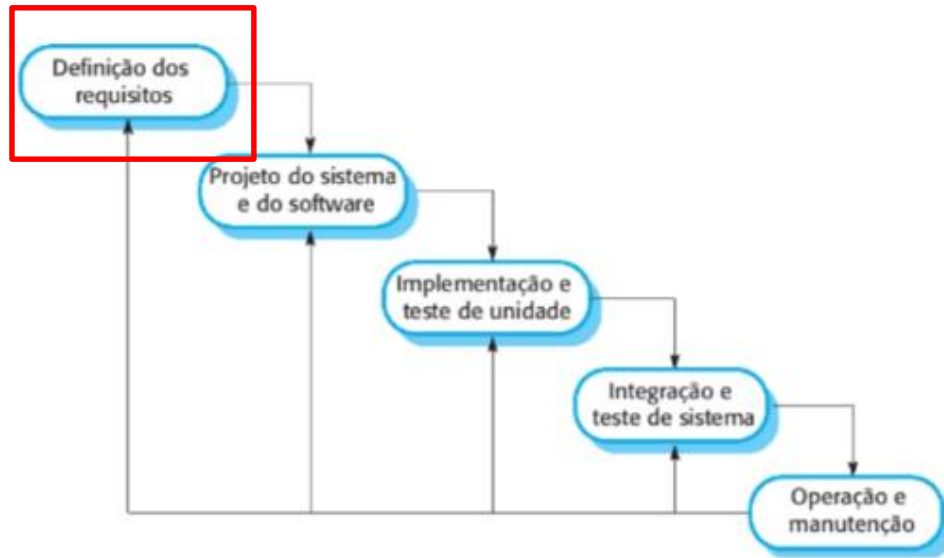 Definição dos
requisitos
Projeto do sistema
e do software
Implementação e
teste de unidade
Integração e
teste de sistema
Operação e
manutenção